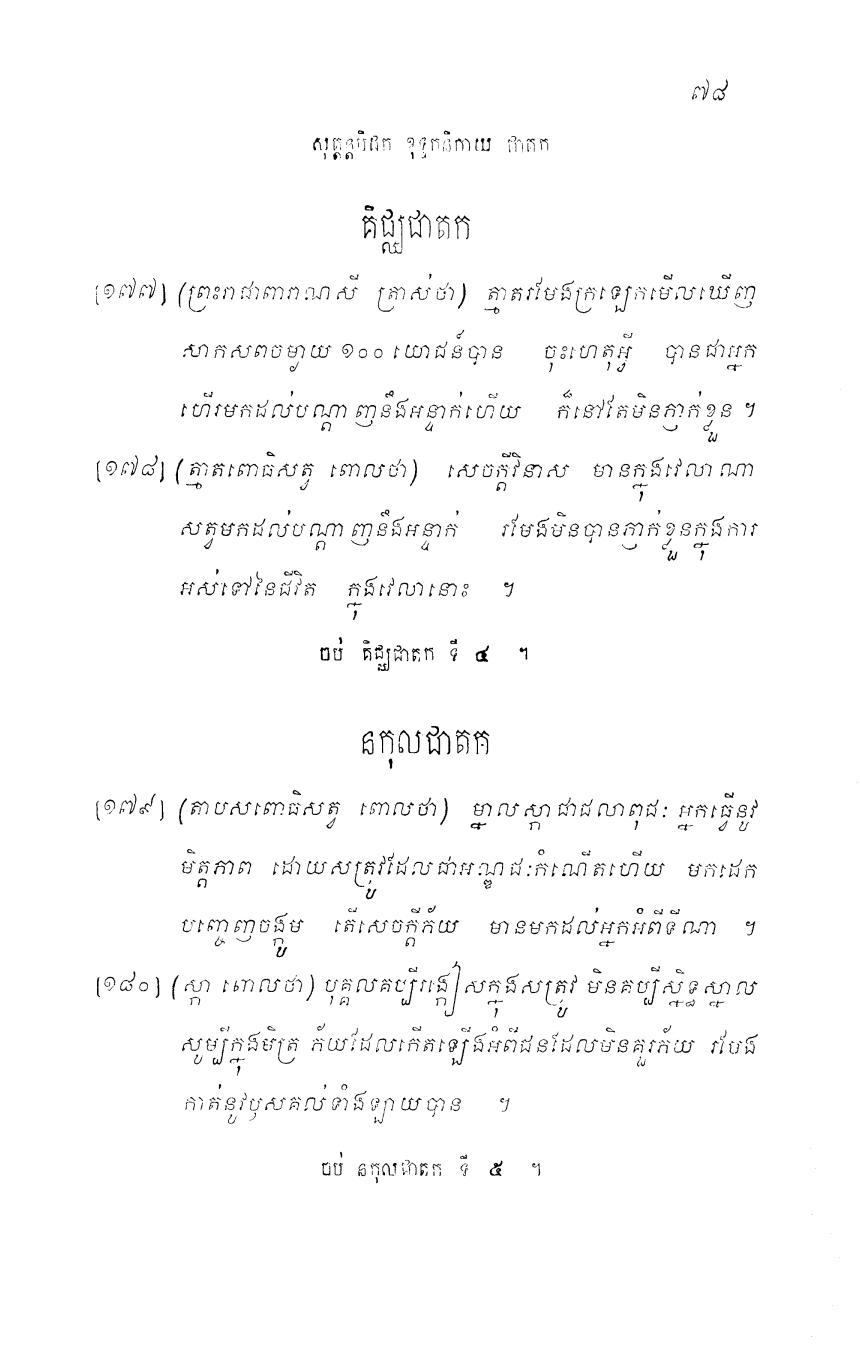 ៧៨
សុត្តន្តបិដក ខុទ្ទកនិកាយ ជាតក
គិជ្ឈជាតក
[១៧៧] (ព្រះរាជាពារាណសី ត្រាស់ថា) ត្មាតរមែងក្រឡេកមើលឃើញ
សាកសពចម្ងាយ ១០០ យោជន៍បាន ចុះហេតុអ្វី បានជាអ្នក
ហើរមកដល់បណ្តាញនឹងអន្ទាក់ហើយ ក៏នៅតែមិនភ្ញាក់ខ្លួន ។
[១៧៨] (ត្មាតពោធិសត្វ ពោលថា) សេចក្តីវិនាស មានក្នុងវេលាណា
សត្វមកដល់បណ្តាញនឹងអន្ទាក់ រមែងមិនបានភ្ញាក់ខ្លួនក្នុងការ
អស់ទៅនៃជីវិត ក្នុងវេលានោះ ។
ចប់ គិជ្ឈជាតក ទី ៤ ។
នកុលជាតក
[១៧៩] (តាបសពោធិសត្វ ពោលថា) ម្នាលស្កាជាជលាពុជៈ អ្នកធ្វើនូវ
មិត្តភាព ដោយសត្រូវដែលជាអណ្ឌជៈកំណើតហើយ មកដេក
បញ្ចេញចង្កូម តើសេចក្តីភ័យ មានមកដល់អ្នកអំពីទីណា ។
[១៨០] (ស្កា ពោលថា) បុគ្គលគប្បីរង្កៀសក្នុងសត្រូវ មិនគប្បីស្និទ្ធស្នាល
សូម្បីក្នុងមិត្រ ភ័យដែលកើតឡើងអំពីជនដែលមិនគួរភ័យ រមែង
កាត់នូវឫសគល់ទាំងឡាយបាន ។
ចប់ នកុលជាតក ទី ៥ ។